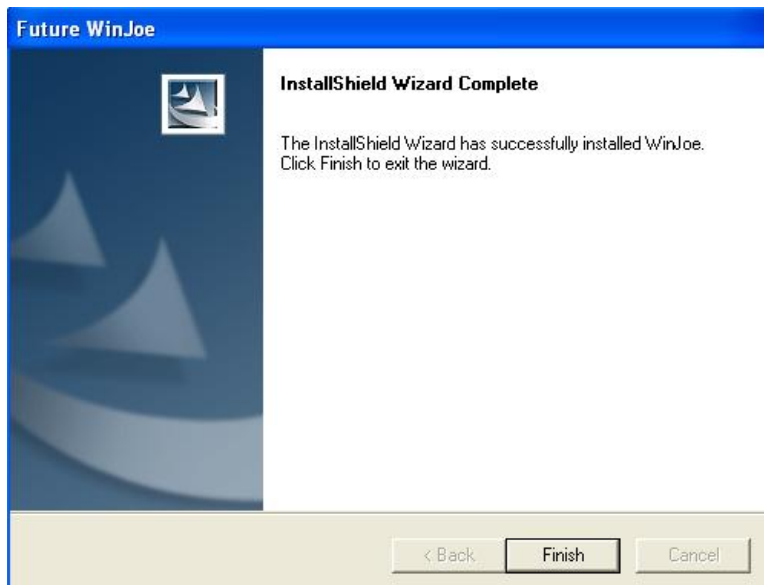 Future WinJoe
InstallShield Wizard Complete
The InstallShield Wizard has successfully installed WinJoe.
Click Finish to exit the wizard.
< Back
Finish
Cancel